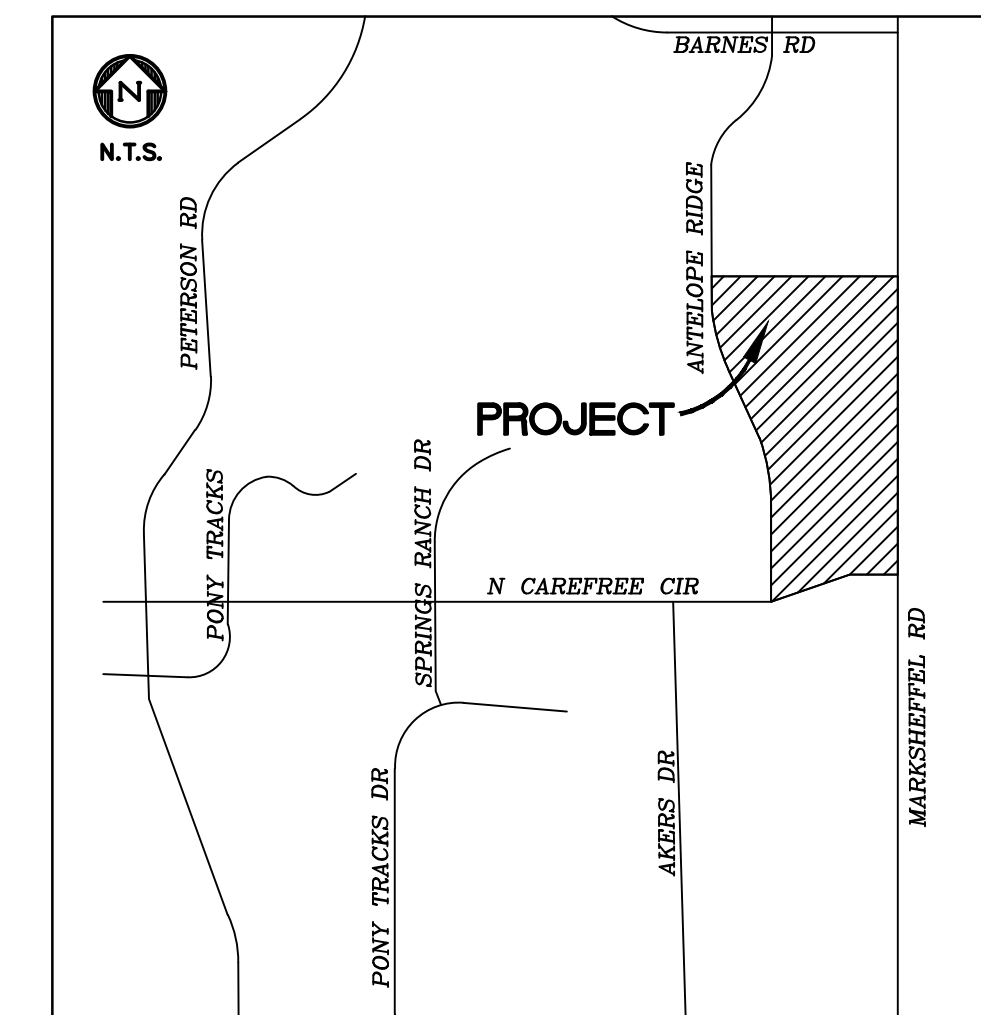 BARNES RD
N
N.T.S.
PETERSON RD
ANTELOPE RIDGE
PROJECT
SPRINGS RANCH DR
PONY TRACKS
N CAREFREE CIR
MARKSHEFFEL RD
AKERS DR
PONY TRACKS DR